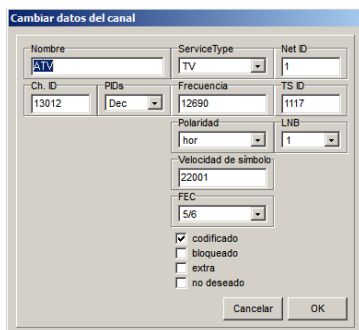 Cambiar datos del canal
Nombre ServiceType Net ID
ATV TV 1
Ch. ID PIDs Frecuencia TS ID
13012 Dec 12690 1117
Polaridad LNB
hor 1
Velocidad de símbolo
22001
FEC
5/6
codificado
bloqueado
extra
no deseado
Cancelar OK